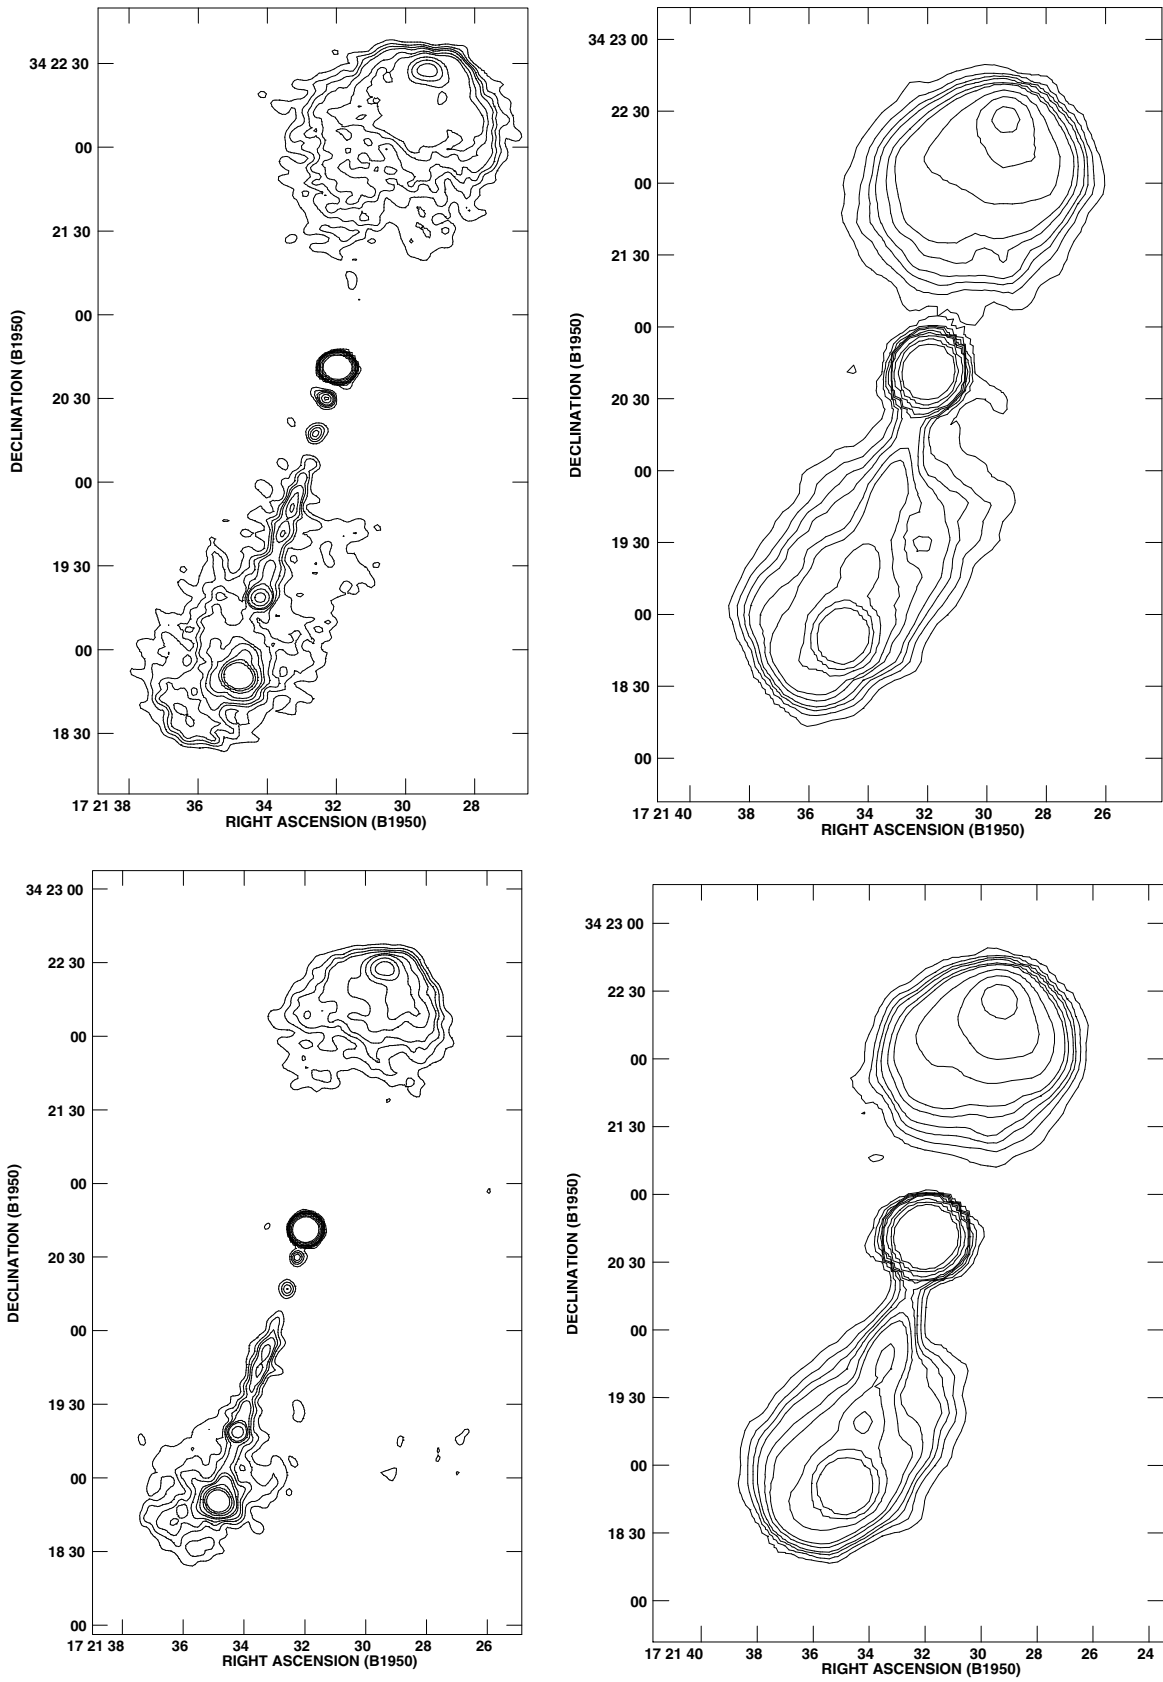 34 22 30
00
21 30
00
20 30
00
19 30
00
18 30
DECLINATION (B1950)
17 21 38 36 34 32 30 28
RIGHT ASCENSION (B1950)
34 23 00
22 30
00
21 30
00
20 30
00
19 30
00
18 30
00
DECLINATION (B1950)
17 21 40 38 36 34 32 30 28 26
RIGHT ASCENSION (B1950)
34 23 00
22 30
00
21 30
00
20 30
00
19 30
00
18 30
00
DECLINATION (B1950)
17 21 38 36 34 32 30 28 26
RIGHT ASCENSION (B1950)
34 23 00
22 30
00
21 30
00
20 30
00
19 30
00
18 30
00
DECLINATION (B1950)
17 21 40 38 36 34 32 30 28 26 24
RIGHT ASCENSION (B1950)